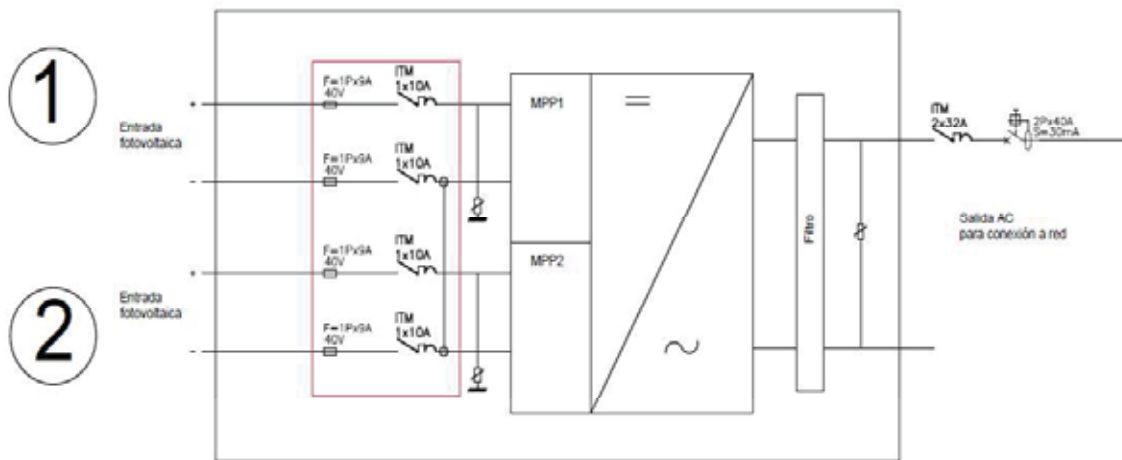 1
+
Entrada
fotovoltaica
-
F=1Px9A
40V
ITM
1x10A
F=1Px9A
40V
ITM
1x10A
MPP1
2
+
Entrada
fotovoltaica
-
F=1Px9A
40V
ITM
1x10A
F=1Px9A
40V
ITM
1x10A
MPP2
Filtro
ITM
2x32A
2Px40A
S=30mA
Salida AC
para conexión a red